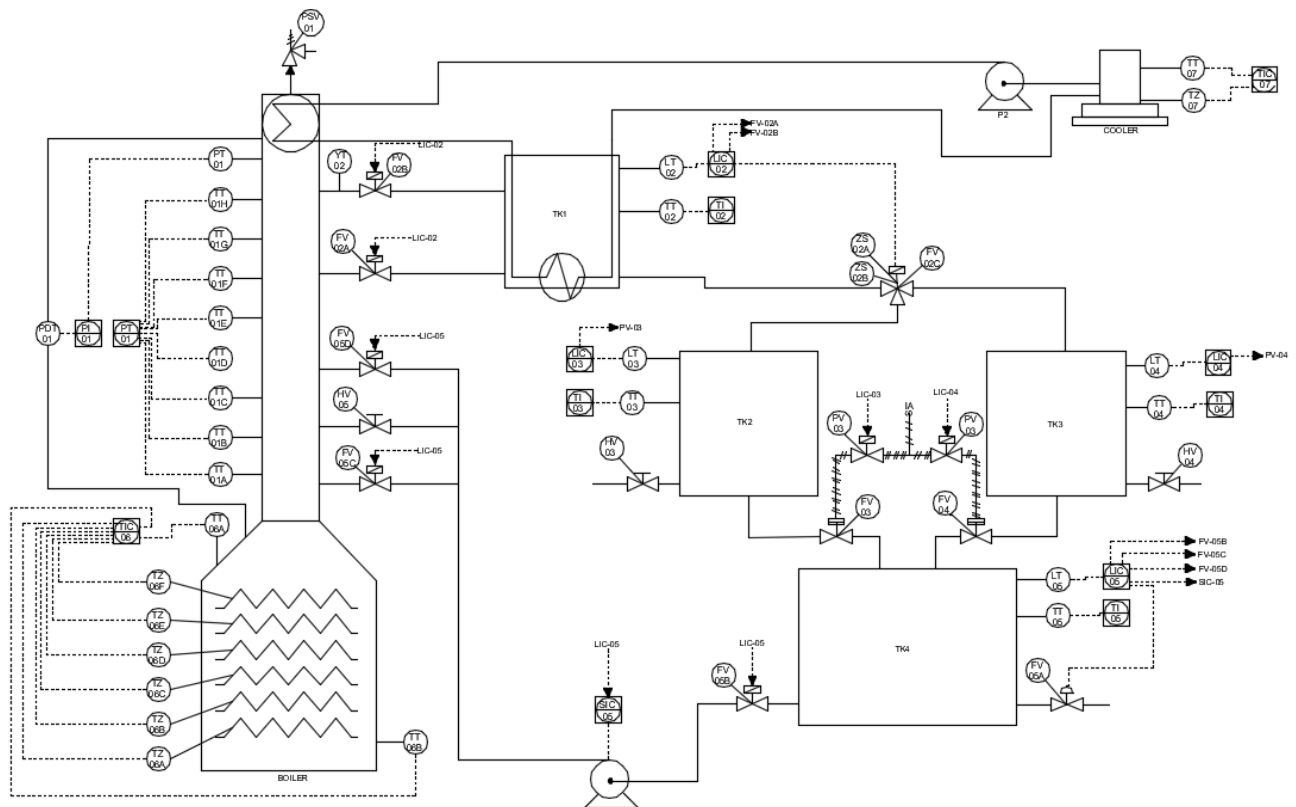 PSV
01
P2
COOLER
TT
07
TZ
07
TIC
07
PT
01
TT
01H
TT
01G
TT
01F
TT
01E
TT
01D
TT
01C
TT
01B
TT
01A
PDT
01
PI
01
PT
01
YT
02
LIC-02
FV
02B
FV
02A
LIC-02
TK1
LT
02
LIC
02
FV-02A
FV-02B
TT
02
TI
02
ZS
02A
ZS
02B
FV
02C
FV
05D
LIC-05
HV
05
FV
05C
LIC-05
PV-03
LIC
03
LT
03
TI
03
TT
03
HV
03
TK2
LIC-03
IA
LIC-04
PV
03
PV
03
FV
03
FV
04
TK3
LT
04
LIC
04
PV-04
TT
04
TI
04
HV
04
TIC
06
TT
06A
TZ
06F
TZ
06E
TZ
06D
TZ
06C
TZ
06B
TZ
06A
TT
06B
BOILER
LIC-05
SIC
05
LIC-05
FV
05B
TK4
LT
05
LIC
05
FV-05B
FV-05C
FV-05D
SIC-05
TT
05
TI
05
FV
05A